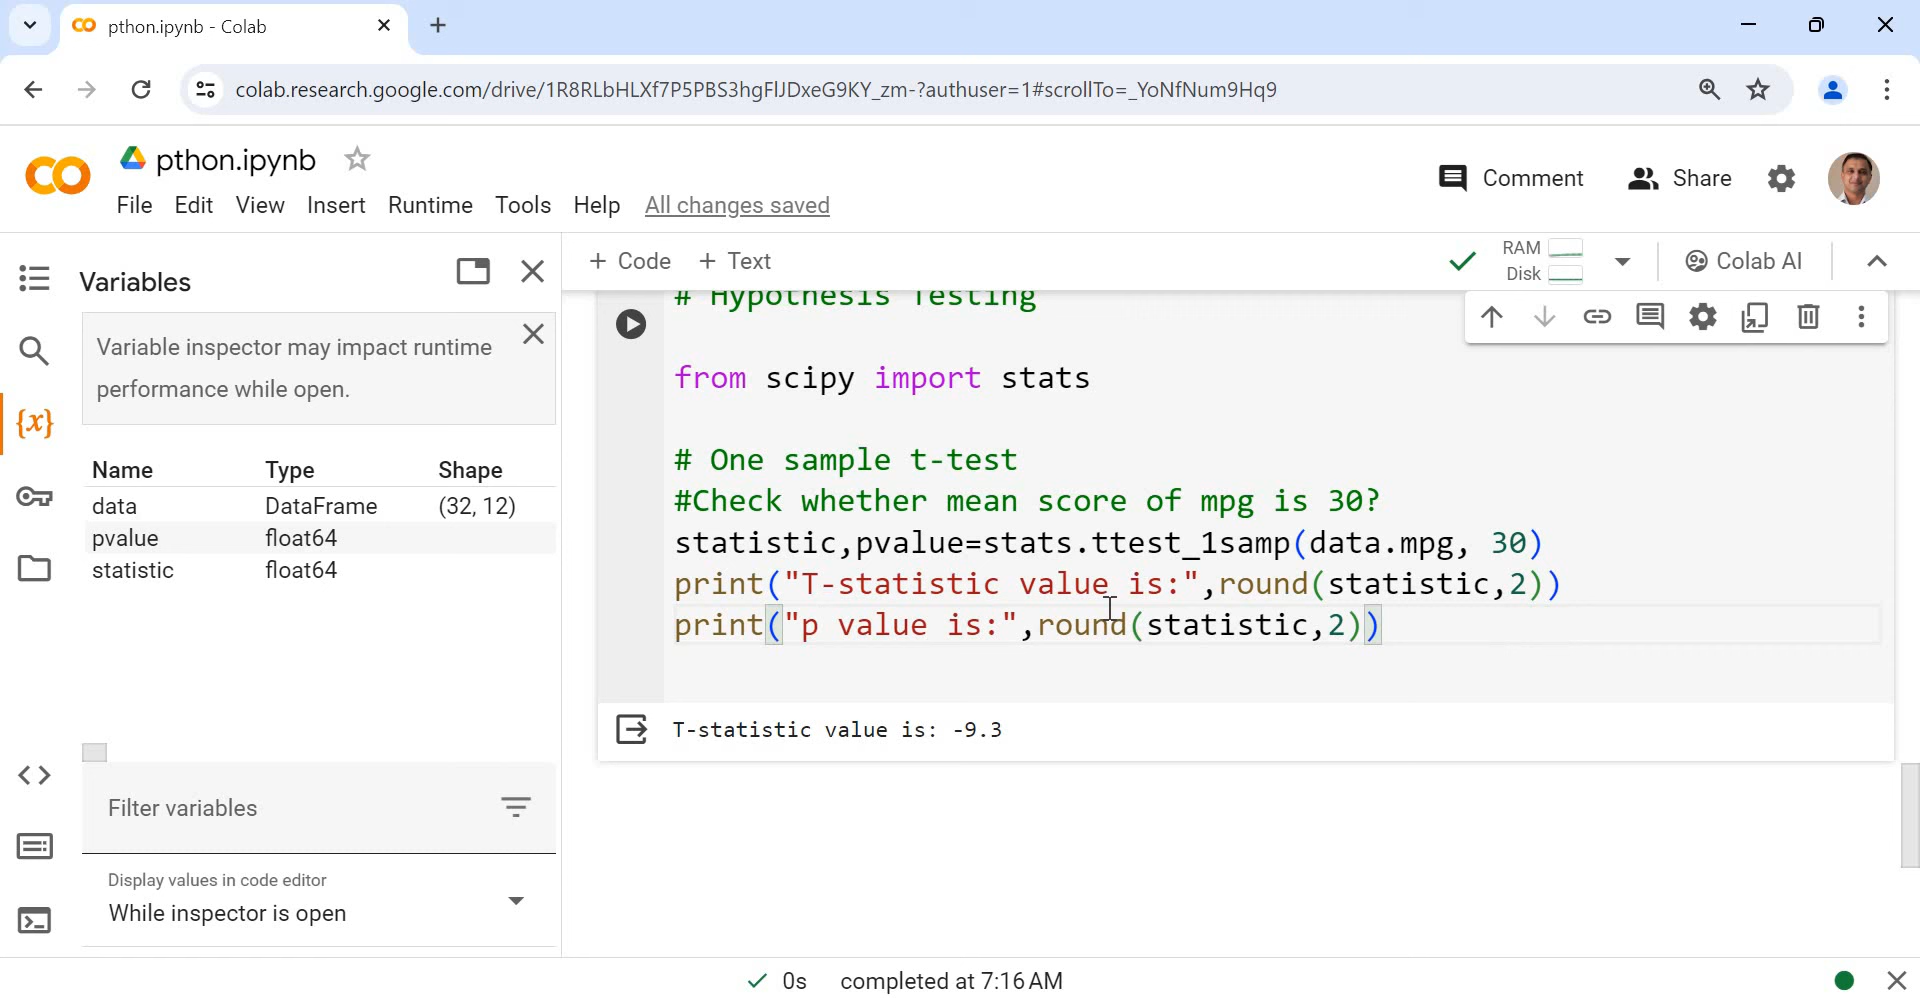 pthon.ipynb - Colab
colab.research.google.com/drive/1R8RLbHLXf7P5PBS3hgFlJDxeG9KY_zm-?authuser=1#scrollTo=_YoNfNum9Hq9
pthon.ipynb
Comment
Share
File Edit View Insert Runtime Tools Help All changes saved
Variables
+ Code + Text
RAM
Disk
Colab AI
Variable inspector may impact runtime
performance while open.
Name Type Shape
data DataFrame (32, 12)
pvalue float64
statistic float64
Filter variables
Display values in code editor
While inspector is open
# Hypothesis Testing
from scipy import stats
# One sample t-test
#Check whether mean score of mpg is 30?
statistic,pvalue=stats.ttest_1samp(data.mpg, 30)
print("T-statistic value is:",round(statistic,2))
print("p value is:",round(statistic,2))
T-statistic value is: -9.3
0s completed at 7:16 AM